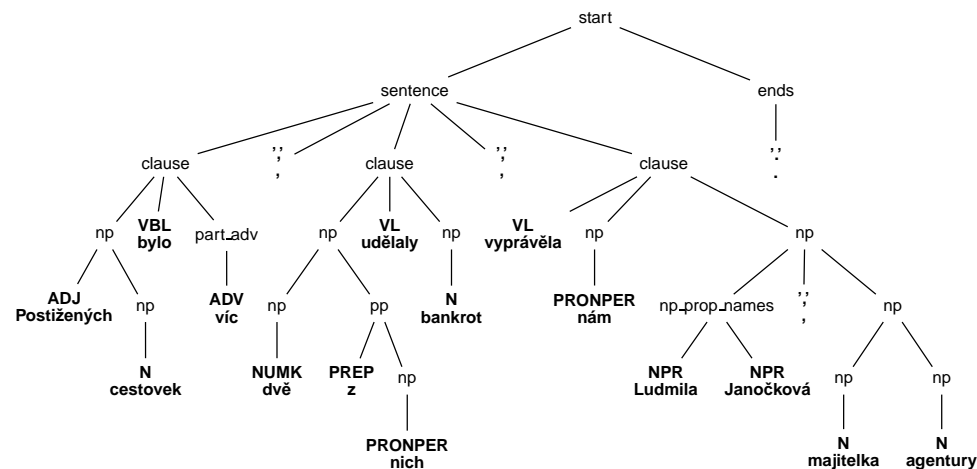 start
sentence ends
clause ',' clause ',' clause '.'
, , .
np VBL part_adv np VL np VL np np
bylo udělaly vyprávěla
ADJ np ADV np pp N PRONPER np_prop_names ',' np
Postižených víc bankrot nám ,
N NUMK PREP np NPR NPR np np
cestovek dvě z Ludmila Janočková
PRONPER N N
nich majitelka agentury